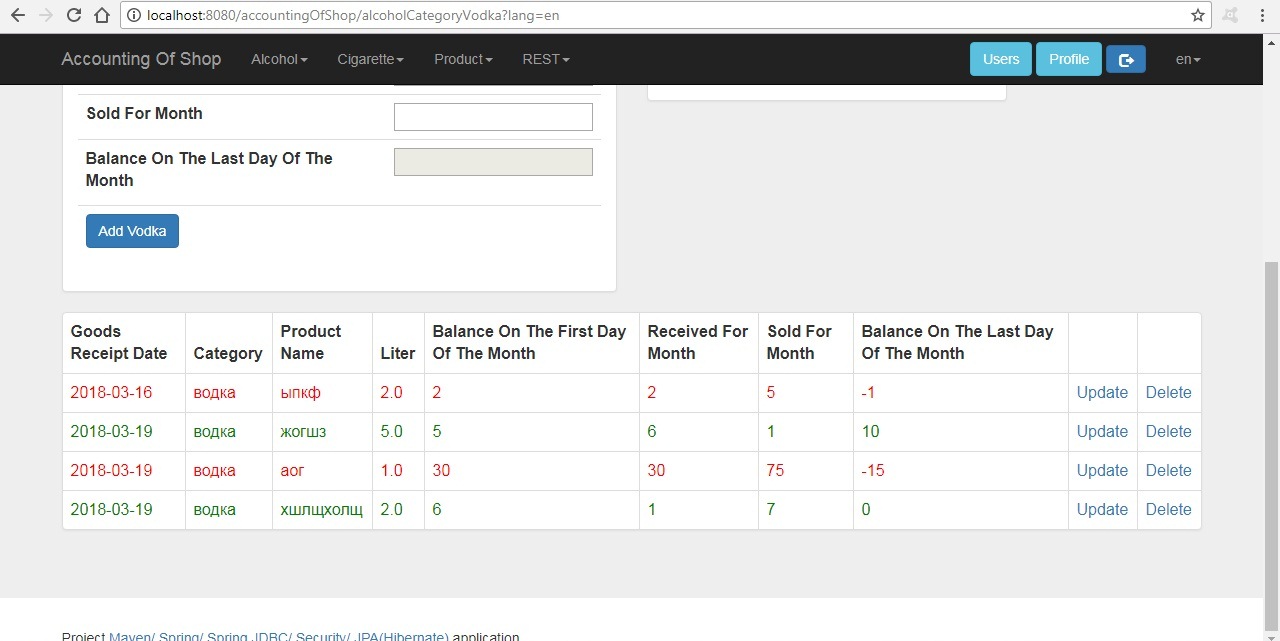 localhost:8080/accountingOfShop/alcoholCategoryVodka?lang=en
Accounting Of Shop Alcohol Cigarette Product REST Users Profile en
Sold For Month
Balance On The Last Day Of The
Month
Add Vodka
Goods Receipt Date Category Product Name Liter Balance On The First Day Of The Month Received For Month Sold For Month Balance On The Last Day Of The Month
2018-03-16 водка ыпкф 2.0 2 2 5 -1 Update Delete
2018-03-19 водка жогшз 5.0 5 6 1 10 Update Delete
2018-03-19 водка аог 1.0 30 30 75 -15 Update Delete
2018-03-19 водка хшлщхолщ 2.0 6 1 7 0 Update Delete
Project Maven/ Spring/ Spring JDBC/ Security/ JPA(Hibernate) application